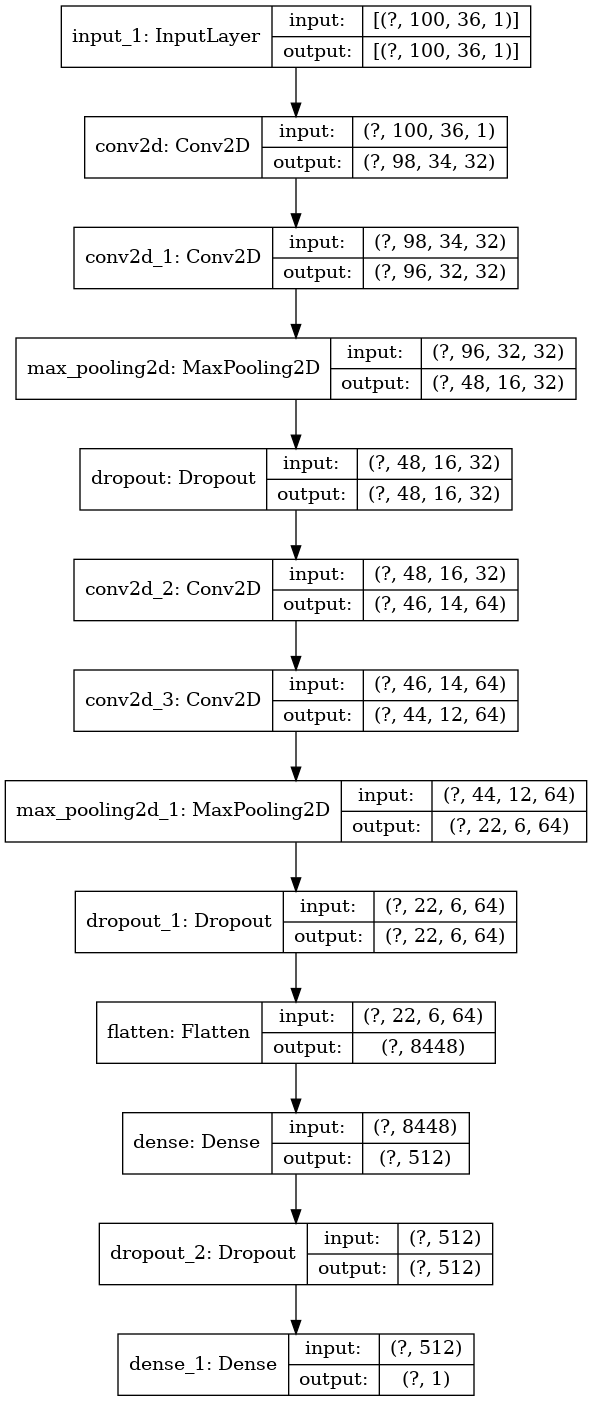 input_1: InputLayer
input:
[(?, 100, 36, 1)]
output:
[(?, 100, 36, 1)]
conv2d: Conv2D
input:
(?, 100, 36, 1)
output:
(?, 98, 34, 32)
conv2d_1: Conv2D
input:
(?, 98, 34, 32)
output:
(?, 96, 32, 32)
max_pooling2d: MaxPooling2D
input:
(?, 96, 32, 32)
output:
(?, 48, 16, 32)
dropout: Dropout
input:
(?, 48, 16, 32)
output:
(?, 48, 16, 32)
conv2d_2: Conv2D
input:
(?, 48, 16, 32)
output:
(?, 46, 14, 64)
conv2d_3: Conv2D
input:
(?, 46, 14, 64)
output:
(?, 44, 12, 64)
max_pooling2d_1: MaxPooling2D
input:
(?, 44, 12, 64)
output:
(?, 22, 6, 64)
dropout_1: Dropout
input:
(?, 22, 6, 64)
output:
(?, 22, 6, 64)
flatten: Flatten
input:
(?, 22, 6, 64)
output:
(?, 8448)
dense: Dense
input:
(?, 8448)
output:
(?, 512)
dropout_2: Dropout
input:
(?, 512)
output:
(?, 512)
dense_1: Dense
input:
(?, 512)
output:
(?, 1)